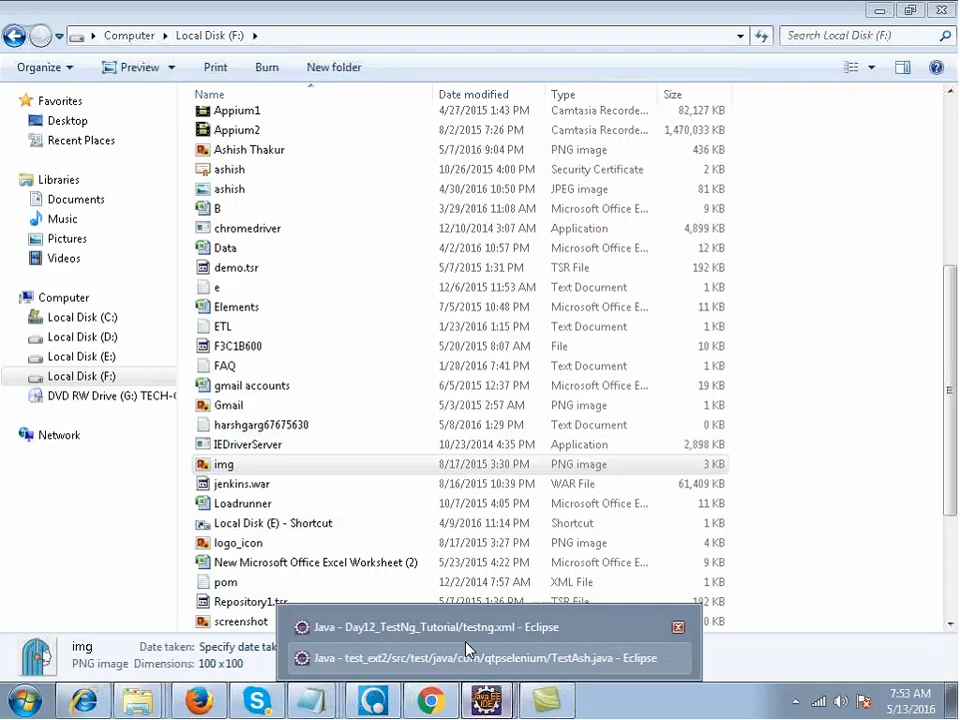 Computer Local Disk (F:) Search Local Disk (F:)
Organize Preview Print Burn New folder
Name Date modified Type Size
Favorites
Desktop
Recent Places
Libraries
Documents
Music
Pictures
Videos
Computer
Local Disk (C:)
Local Disk (D:)
Local Disk (E:)
Local Disk (F:)
DVD RW Drive (G:) TECH-
Network
Appium1 4/27/2015 1:43 PM Camtasia Recorde... 82,127 KB
Appium2 8/2/2015 7:26 PM Camtasia Recorde... 1,470,033 KB
Ashish Thakur 5/7/2016 9:04 PM PNG image 436 KB
ashish 10/26/2015 4:00 PM Security Certificate 2 KB
ashish 4/30/2016 10:50 PM JPEG image 81 KB
B 3/29/2016 11:08 AM Microsoft Office E... 9 KB
chromedriver 12/10/2014 3:07 AM Application 4,899 KB
Data 4/2/2016 10:57 PM Microsoft Office E... 12 KB
demo.tsr 5/7/2015 1:31 PM TSR File 192 KB
e 12/6/2015 11:53 AM Text Document 1 KB
Elements 7/5/2015 10:48 PM Microsoft Office E... 11 KB
ETL 1/23/2016 1:15 PM Text Document 1 KB
F3C1B600 5/20/2015 8:07 AM File 10 KB
FAQ 1/28/2016 7:41 PM Text Document 1 KB
gmail accounts 6/5/2015 12:37 PM Microsoft Office E... 19 KB
Gmail 5/3/2015 2:57 AM PNG image 1 KB
harshgarg67675630 5/8/2016 1:29 PM Text Document 0 KB
IEDriverServer 10/23/2014 4:35 PM Application 2,898 KB
img 8/17/2015 3:30 PM PNG image 3 KB
jenkins.war 8/16/2015 10:39 PM WAR File 61,409 KB
Loadrunner 10/7/2015 4:05 PM Microsoft Office E... 11 KB
Local Disk (E) - Shortcut 4/9/2016 11:14 PM Shortcut 1 KB
logo_icon 8/17/2015 3:27 PM PNG image 4 KB
New Microsoft Office Excel Worksheet (2) 5/23/2015 4:22 PM Microsoft Office E... 9 KB
pom 12/2/2014 7:57 AM XML File 1 KB
Repository1.tsr 5/7/2015 1:36 PM TSR File 192 KB
screenshot KB
Java - Day12_TestNg_Tutorial/testng.xml - Eclipse
Java - test_ext2/src/test/java/com/qtpselenium/TestAsh.java - Eclipse
img Date taken: Specify date tak
PNG image Dimensions: 100 x 100
7:53 AM
5/13/2016